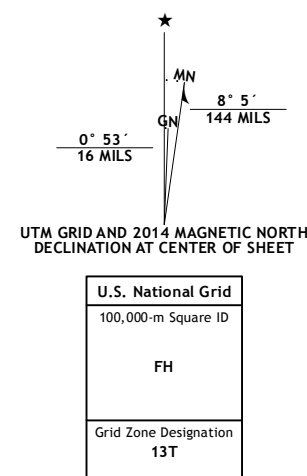 MN
8° 5´
144 MILS
GN
0° 53´
16 MILS
UTM GRID AND 2014 MAGNETIC NORTH
DECLINATION AT CENTER OF SHEET
U.S. National Grid
100,000-m Square ID
FH
Grid Zone Designation
13T